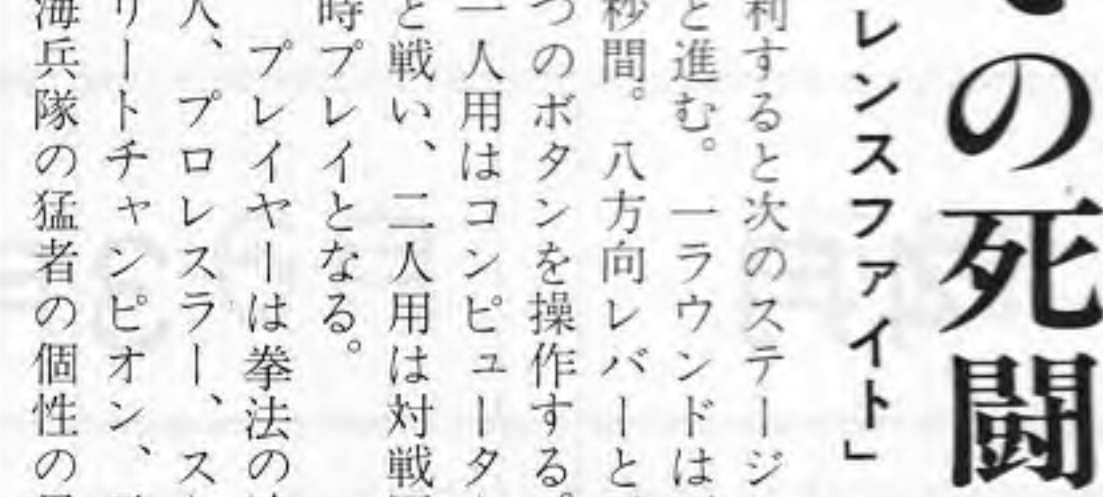 の死闘
レンスファイト」
利すると次のステージ
と進む。一ラウンドは
秒間。八方向レバーと
つのボタンを操作する。
一人用はコンピュータ
と戦い、二人用は対戦
時プレイとなる。
プレイヤーは拳法の
人、プロレスラー、ス
リートチャンピオン、
海兵隊の猛者の個性の